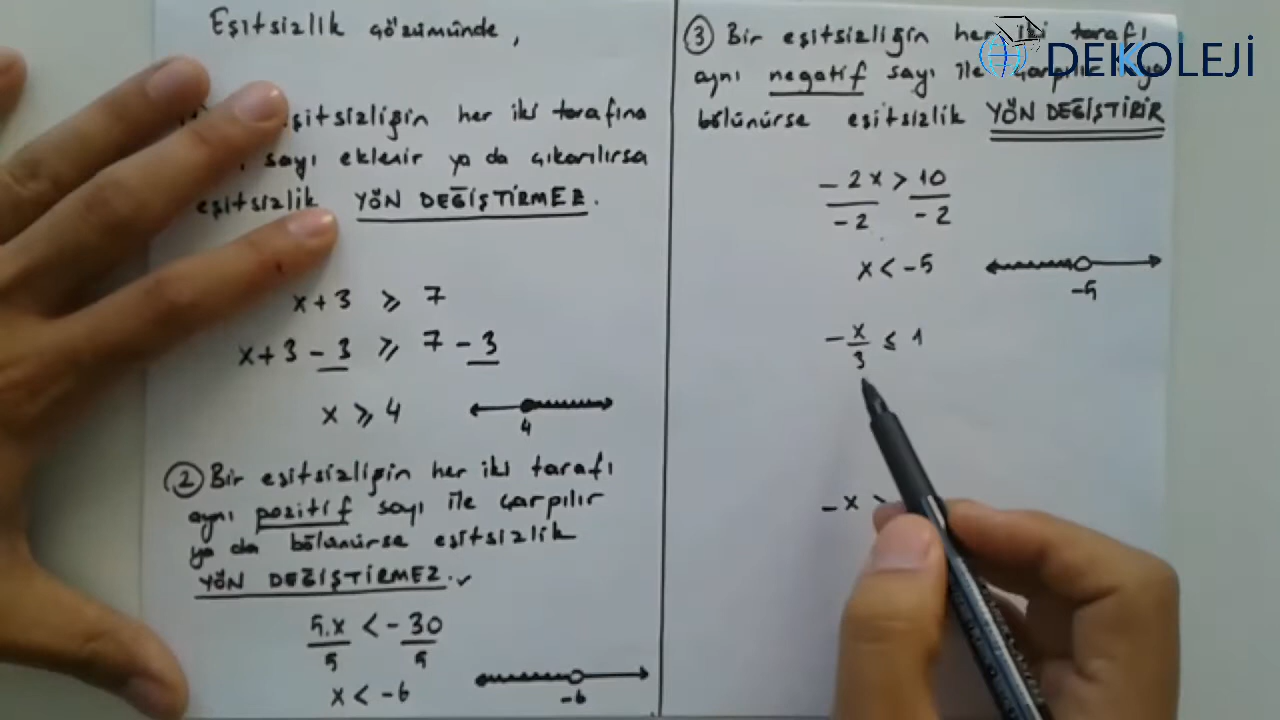 Eşitsizlik çözümünde,
eşitsizliğin her iki tarafına
sayı eklenir ya da çıkarılırsa
eşitsizlik YÖN DEĞİŞTİRMEZ.
x+3 ⩾ 7
x+3-3 ⩾ 7-3
x ⩾ 4
4
② Bir eşitsizliğin her iki tarafı
aynı pozitif sayı ile çarpılır
ya da bölünürse eşitsizlik
YÖN DEĞİŞTİRMEZ.
5.x < -30
5 5
x < -6
-6
③ Bir eşitsizliğin her iki tarafı
aynı negatif sayı ile çarpılır
bölünürse eşitsizlik YÖN DEĞİŞTİRİR
-2x > 10
-2 -2
x < -5
-5
-x/3 ≤ 1
-x >
DEKOLEJİ